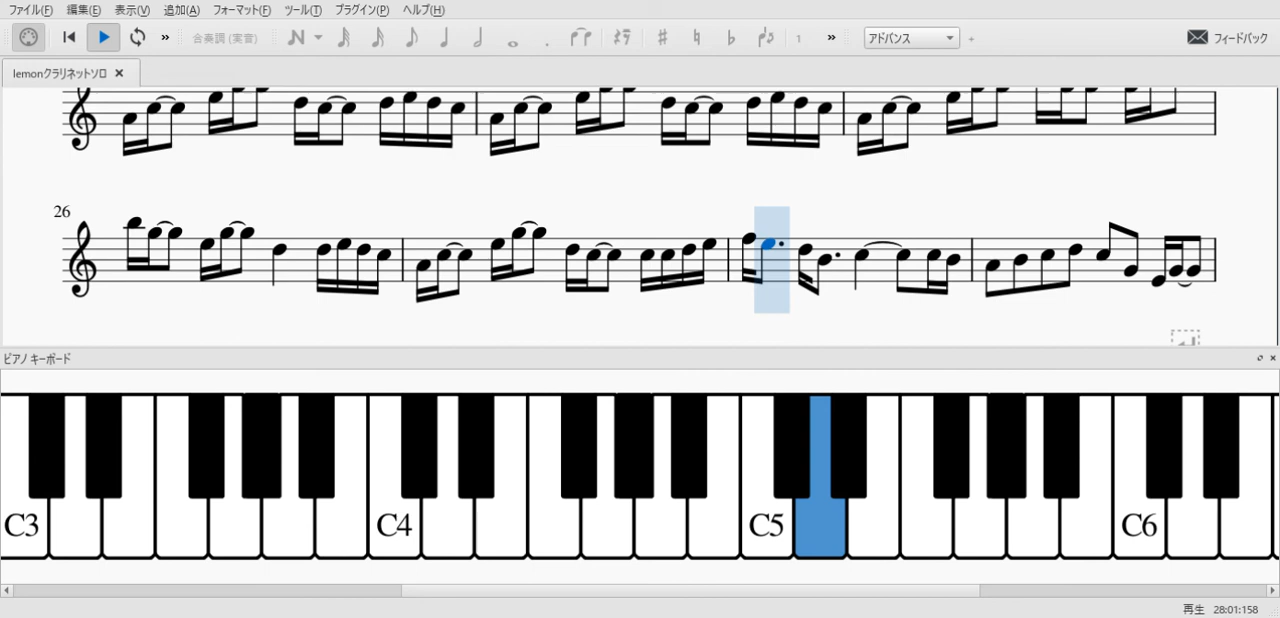 ファイル(F) 編集(E) 表示(V) 追加(A) フォーマット(F) ツール(T) プラグイン(P) ヘルプ(H)
» 合奏調 (実音) 1 » アドバンス + フィードバック
lemonクラリネットソロ ×
26
ピアノ キーボード
C3 C4 C5 C6
再生 28:01:158